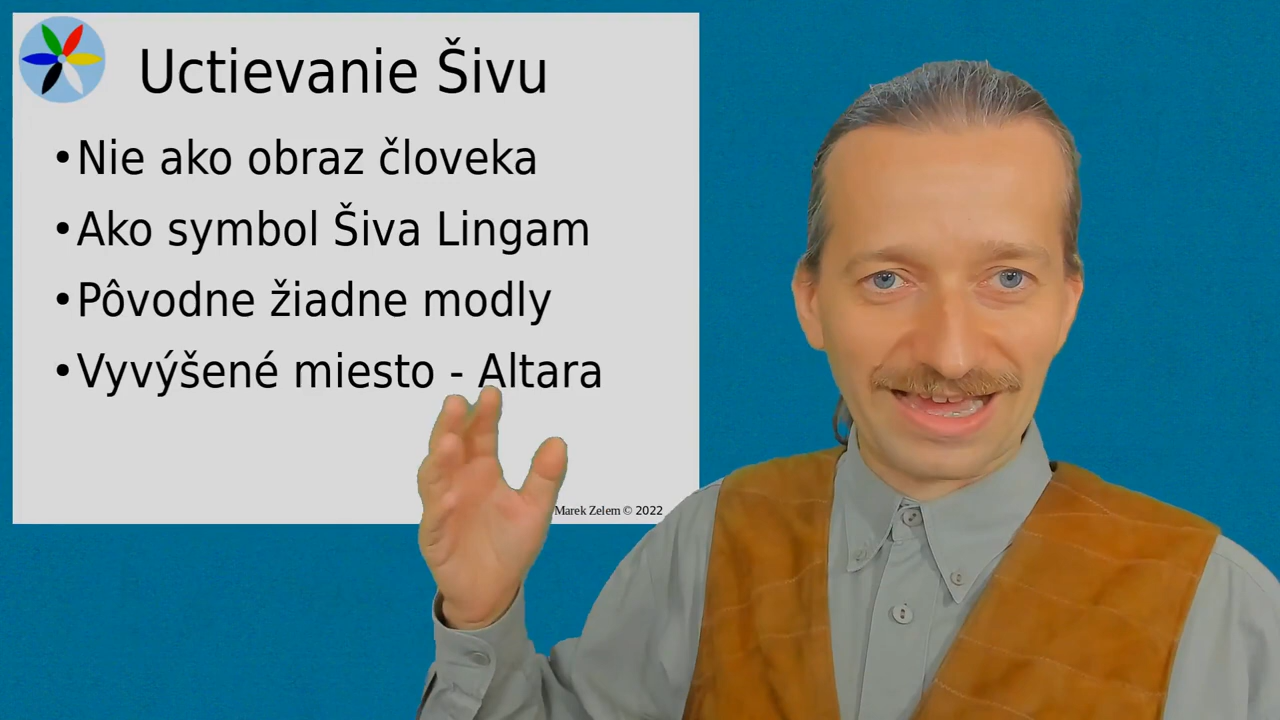 Uctievanie Šivu
•Nie ako obraz človeka
•Ako symbol Šiva Lingam
•Pôvodne žiadne modly
•Vyvýšené miesto - Altara
Marek Zelem © 2022